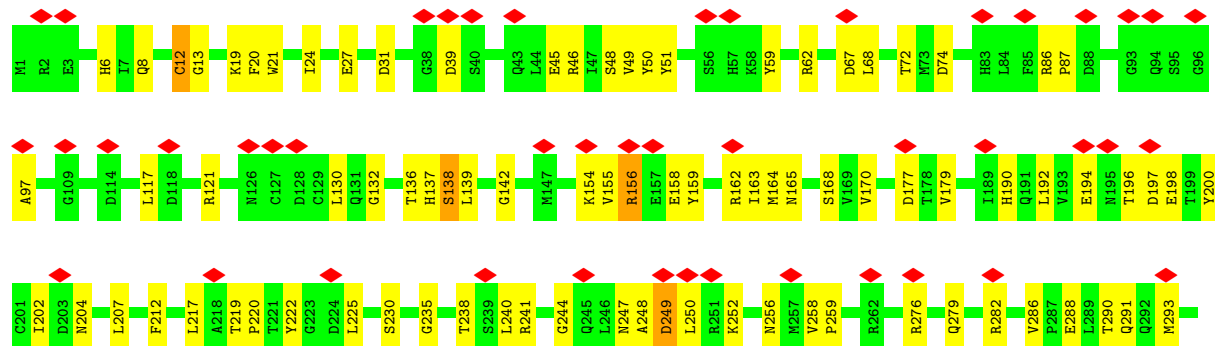 M1 R2 E3 H6 I7 Q8 C12 G13 K19 F20 W21 I24 E27 D31 G38 D39 S40 Q43 L44 E45 R46 I47 S48 V49 Y50 Y51 S56 H57 K58 Y59 R62 D67 L68 T72 M73 D74 H83 L84 F85 R86 P87 D88 G93 Q94 S95 G96
A97 G109 D114 L117 D118 R121 N126 C127 D128 C129 L130 Q131 G132 T136 H137 S138 L139 G142 M147 K154 V155 R156 E157 E158 Y159 R162 I163 M164 N165 S168 V169 V170 D177 T178 V179 I189 H190 Q191 L192 V193 E194 N195 T196 D197 E198 T199 Y200
C201 I202 D203 N204 L207 F212 L217 A218 T219 P220 T221 Y222 G223 D224 L225 S230 G235 T238 S239 L240 R241 G244 Q245 L246 N247 A248 D249 L250 R251 K252 N256 M257 V258 P259 R262 R276 Q279 R282 V286 P287 E288 L289 T290 Q291 Q292 M293